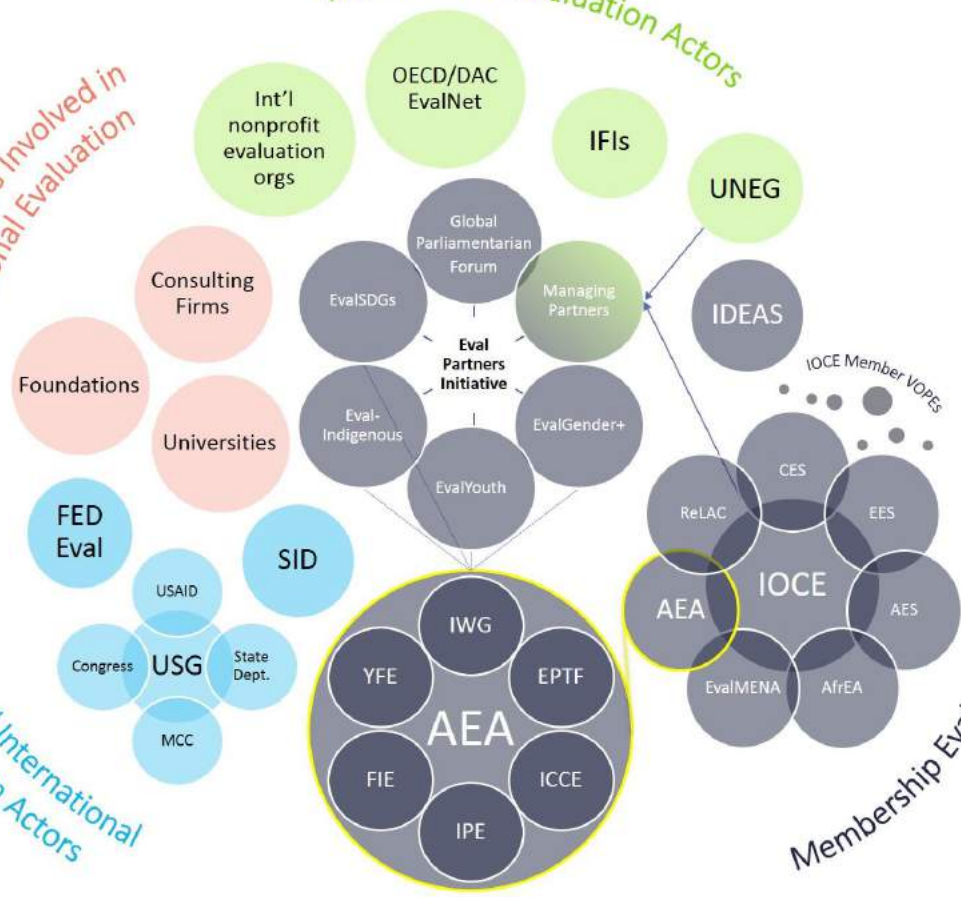 Evaluation Actors
Involved in
Evaluation
OECD/DAC
EvalNet
Int'l
nonprofit
evaluation
orgs
IFIs
UNEG
Global
Parliamentarian
Forum
Managing
Partners
EvalSDGs
Eval
Partners
Initiative
Eval-
Indigenous
EvalGender+
EvalYouth
IDEAS
IOCE Member VOPEs
Consulting
Firms
Foundations
Universities
FED
Eval
SID
USAID
Congress
USG
State
Dept.
MCC
International
Actors
CES
ReLAC
EES
IOCE
AEA
AES
EvalMENA
AfrEA
IWG
YFE
EPTF
AEA
FIE
ICCE
IPE
Membership